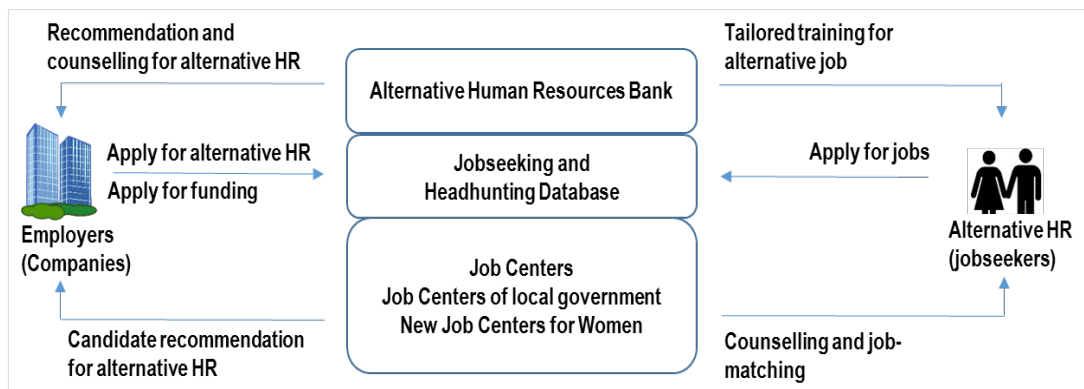 Recommendation and
counselling for alternative HR
Alternative Human Resources Bank
Tailored training for
alternative job
Apply for alternative HR
Apply for funding
Jobseeking and
Headhunting Database
Apply for jobs
Employers
(Companies)
Alternative HR
(jobseekers)
Job Centers
Job Centers of local government
New Job Centers for Women
Candidate recommendation
for alternative HR
Counselling and job-
matching